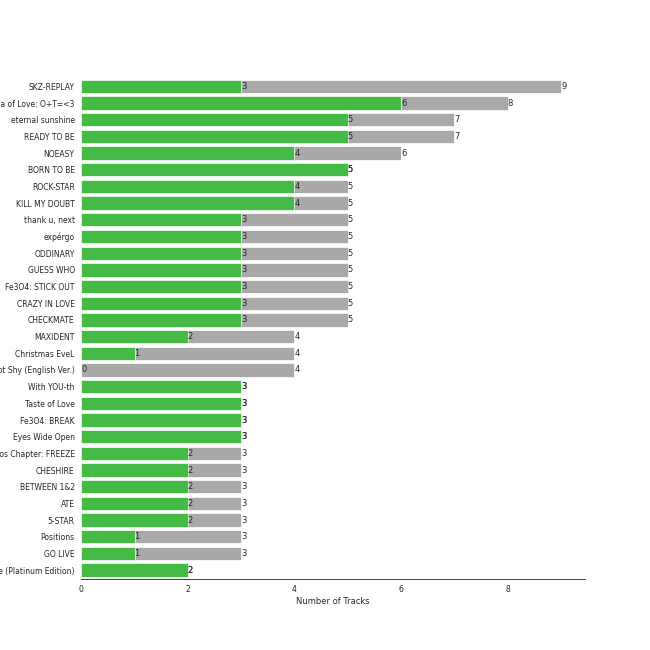 SKZ-REPLAY 3 9
a of Love: O+T=<3 6 8
eternal sunshine 5 7
READY TO BE 5 7
NOEASY 4 6
BORN TO BE 5
ROCK-STAR 4 5
KILL MY DOUBT 4 5
thank u, next 3 5
expérgo 3 5
ODDINARY 3 5
GUESS WHO 3 5
Fe3O4: STICK OUT 3 5
CRAZY IN LOVE 3 5
CHECKMATE 3 5
MAXIDENT 2 4
Christmas EveL 1 4
ot Shy (English Ver.) 0 4
With YOU-th 3
Taste of Love 3
Fe3O4: BREAK 3
Eyes Wide Open 3
os Chapter: FREEZE 2 3
CHESHIRE 2 3
BETWEEN 1&2 2 3
ATE 2 3
5-STAR 2 3
Positions 1 3
GO LIVE 1 3
e (Platinum Edition) 2
0 2 4 6 8
Number of Tracks